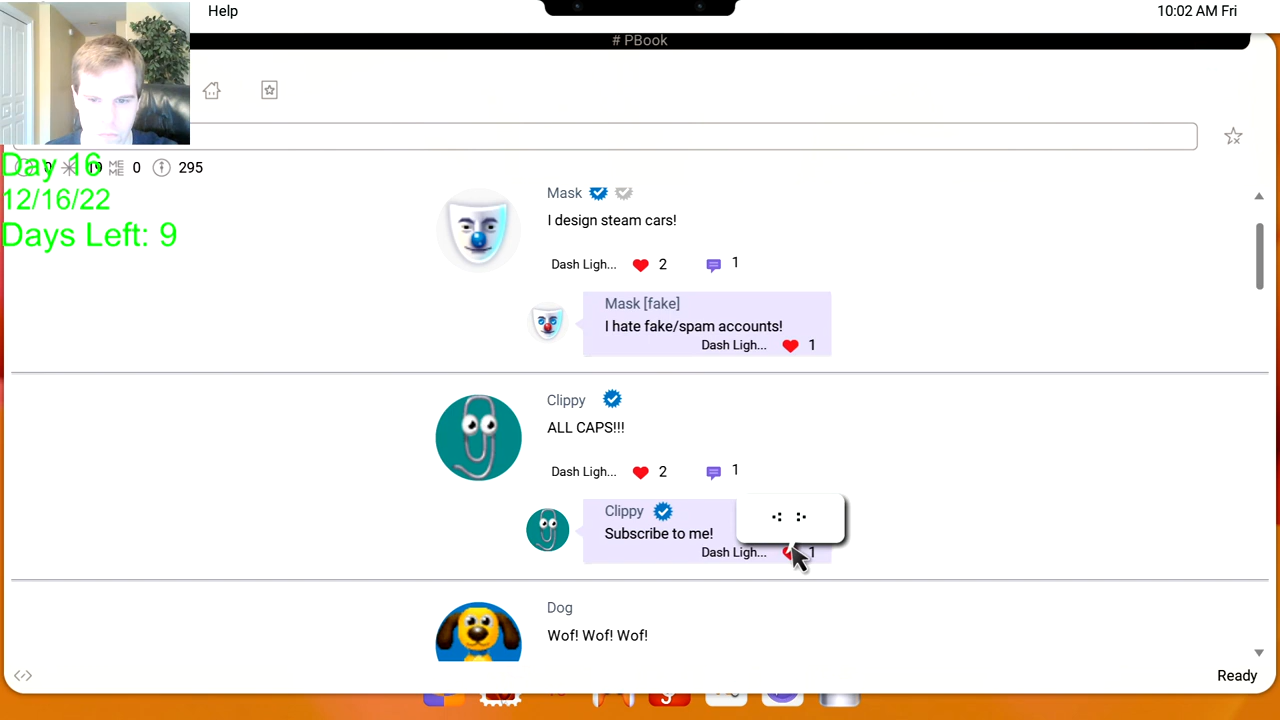 Help
10:02 AM Fri
# PBook
Day 16
0 19 MEME 0 295
12/16/22
Days Left: 9
Mask
I design steam cars!
Dash Ligh... 2 1
Mask [fake]
I hate fake/spam accounts!
Dash Ligh... 1
Clippy
ALL CAPS!!!
Dash Ligh... 2 1
Clippy
Subscribe to me!
Dash Ligh... 1
Dog
Wof! Wof! Wof!
Ready